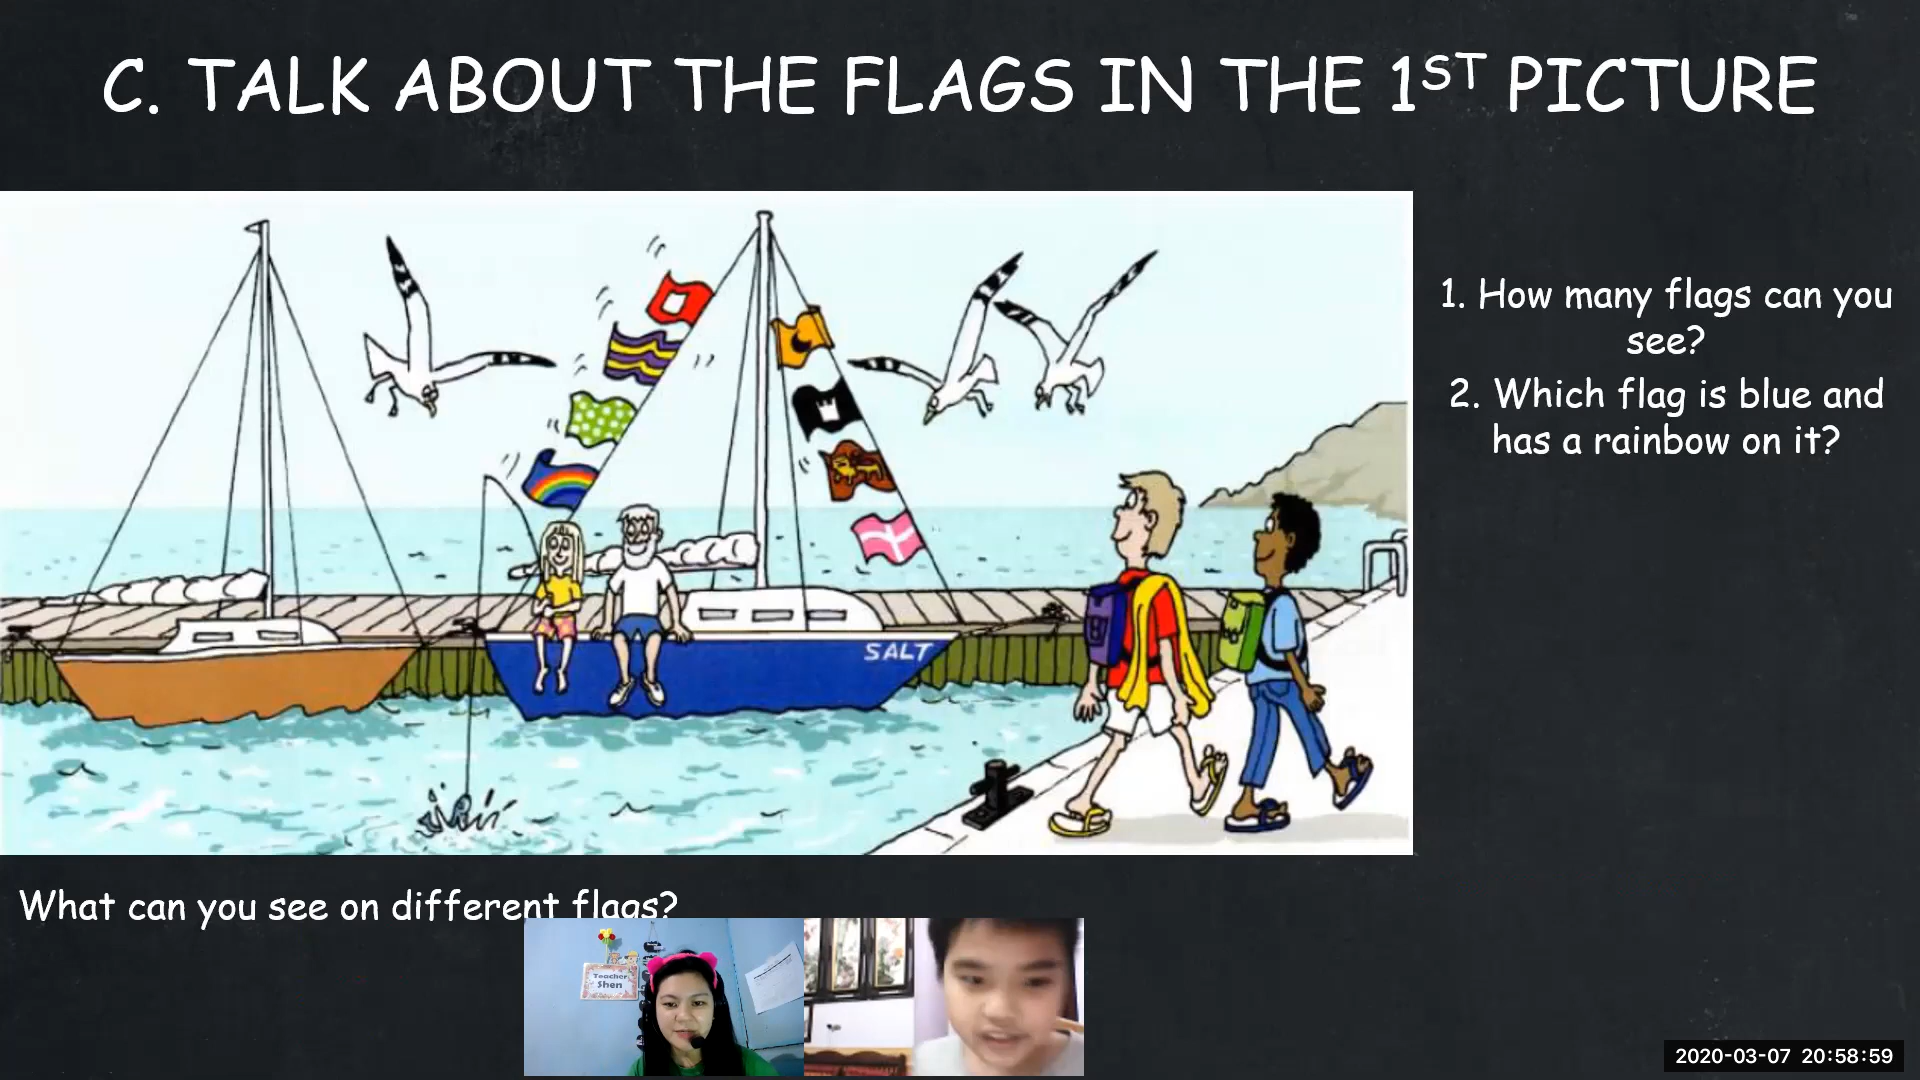 C. TALK ABOUT THE FLAGS IN THE 1ST PICTURE
1. How many flags can you
see?
2. Which flag is blue and
has a rainbow on it?
SALT
What can you see on different flags?
Teacher
Shen
2020-03-07 20:58:59